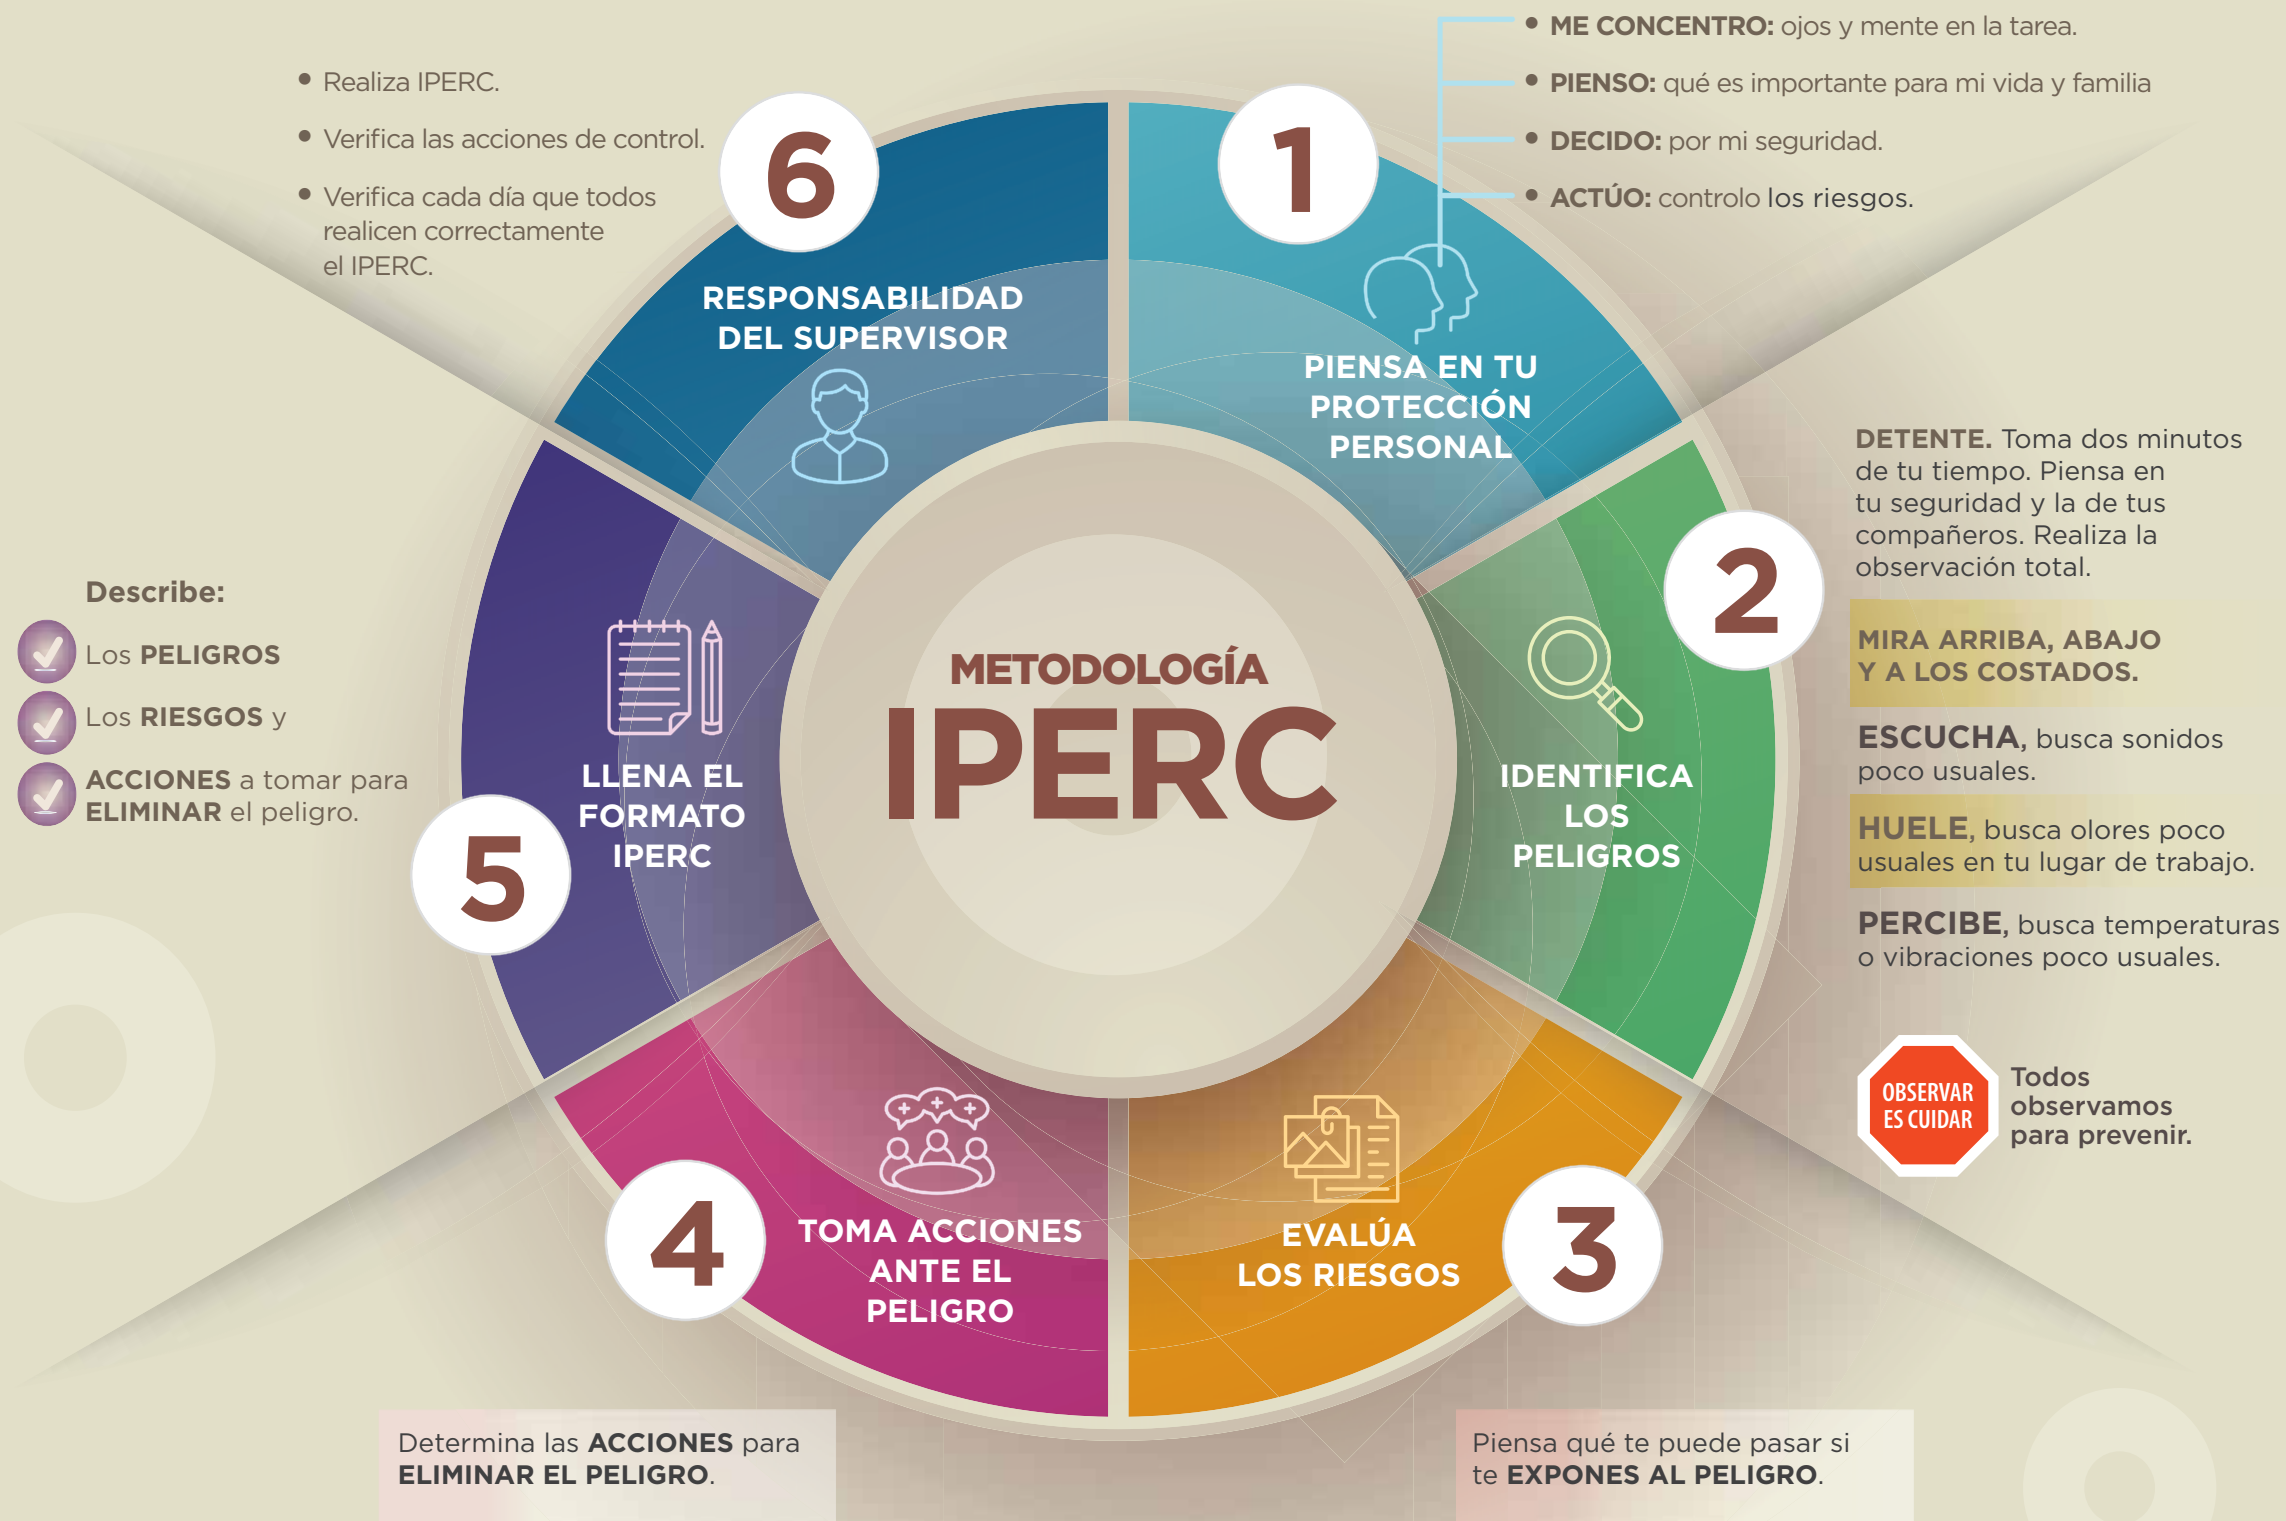 METODOLOGÍA
IPERC
1
PIENSA EN TU
PROTECCIÓN
PERSONAL
• ME CONCENTRO: ojos y mente en la tarea.
• PIENSO: qué es importante para mi vida y familia
• DECIDO: por mi seguridad.
• ACTÚO: controlo los riesgos.
2
IDENTIFICA
LOS
PELIGROS
DETENTE. Toma dos minutos
de tu tiempo. Piensa en
tu seguridad y la de tus
compañeros. Realiza la
observación total.
MIRA ARRIBA, ABAJO
Y A LOS COSTADOS.
ESCUCHA, busca sonidos
poco usuales.
HUELE, busca olores poco
usuales en tu lugar de trabajo.
PERCIBE, busca temperaturas
o vibraciones poco usuales.
OBSERVAR
ES CUIDAR
Todos
observamos
para prevenir.
3
EVALÚA
LOS RIESGOS
Piensa qué te puede pasar si
te EXPONES AL PELIGRO.
4
TOMA ACCIONES
ANTE EL
PELIGRO
Determina las ACCIONES para
ELIMINAR EL PELIGRO.
5
LLENA EL
FORMATO
IPERC
Describe:
Los PELIGROS
Los RIESGOS y
ACCIONES a tomar para
ELIMINAR el peligro.
6
RESPONSABILIDAD
DEL SUPERVISOR
• Realiza IPERC.
• Verifica las acciones de control.
• Verifica cada día que todos
realicen correctamente
el IPERC.